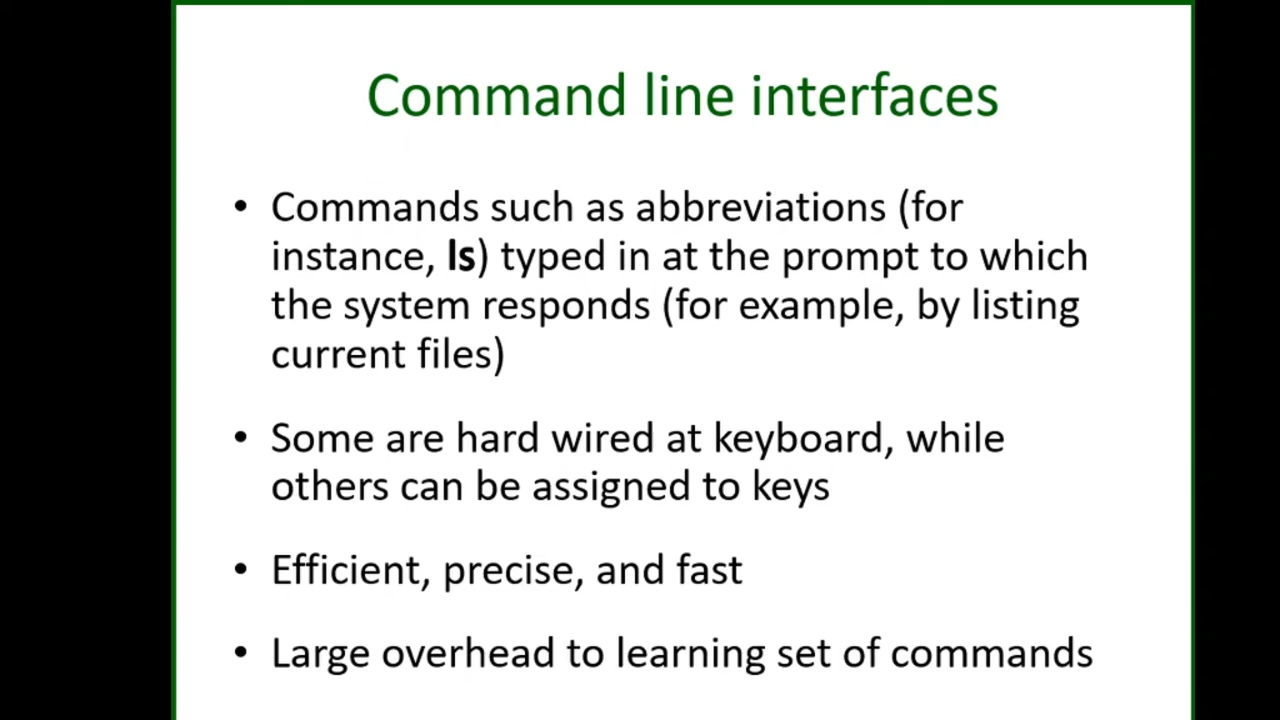 Command line interfaces
• Commands such as abbreviations (for
instance, ls) typed in at the prompt to which
the system responds (for example, by listing
current files)
• Some are hard wired at keyboard, while
others can be assigned to keys
• Efficient, precise, and fast
• Large overhead to learning set of commands